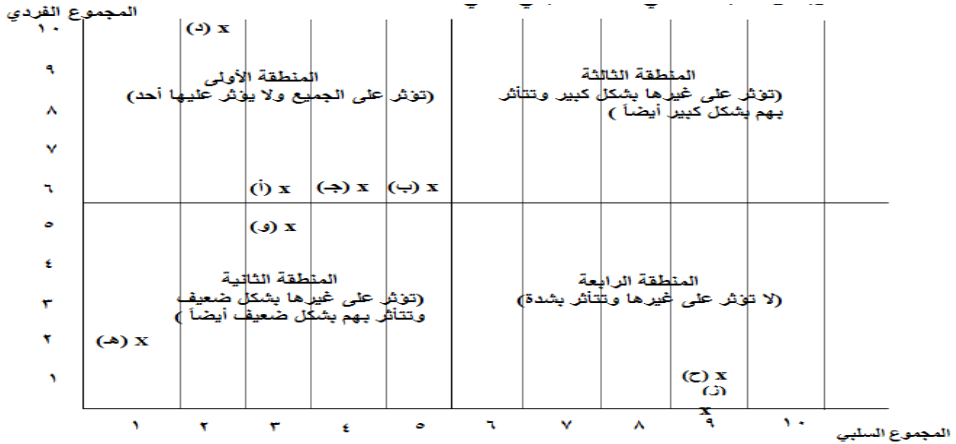 المجموع الفردي
١٠
(د) x
٩
المنطقة الأولى
(تؤثر على الجميع ولا يؤثر عليها أحد)
المنطقة الثالثة
(تؤثر على غيرها بشكل كبير وتتأثر
بهم بشكل كبير أيضاً )
٨
٧
٦
(أ) x
(جـ) x
(ب) x
٥
(و) x
٤
المنطقة الثانية
(تؤثر على غيرها بشكل ضعيف
وتتأثر بهم بشكل ضعيف أيضاً )
المنطقة الرابعة
(لا تؤثر على غيرها وتتأثر بشدة)
٣
٢
(هـ) x
١
(ح) x
(ز)
x
١ ٢ ٣ ٤ ٥ ٦ ٧ ٨ ٩ ١٠
المجموع السلبي